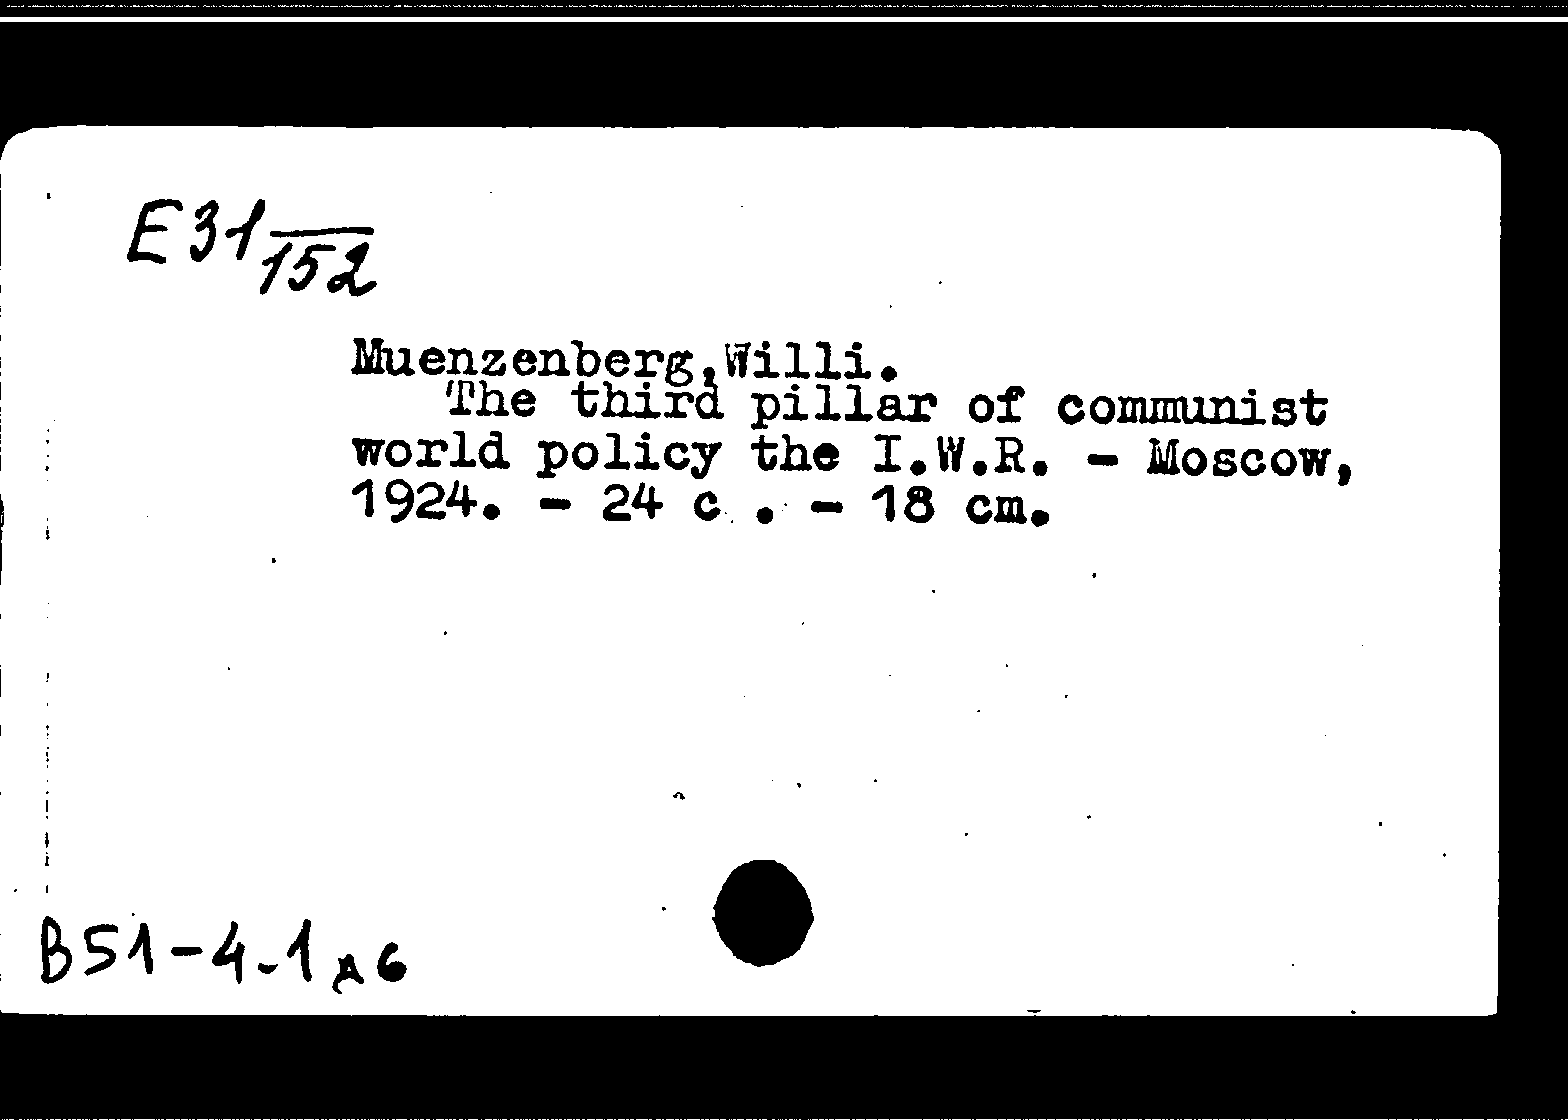 E31/152
Muenzenberg,Willi.
The third pillar of communist
world policy the I.W.R. - Moscow,
1924. - 24 c . - 18 cm.
B51-4-1 д6